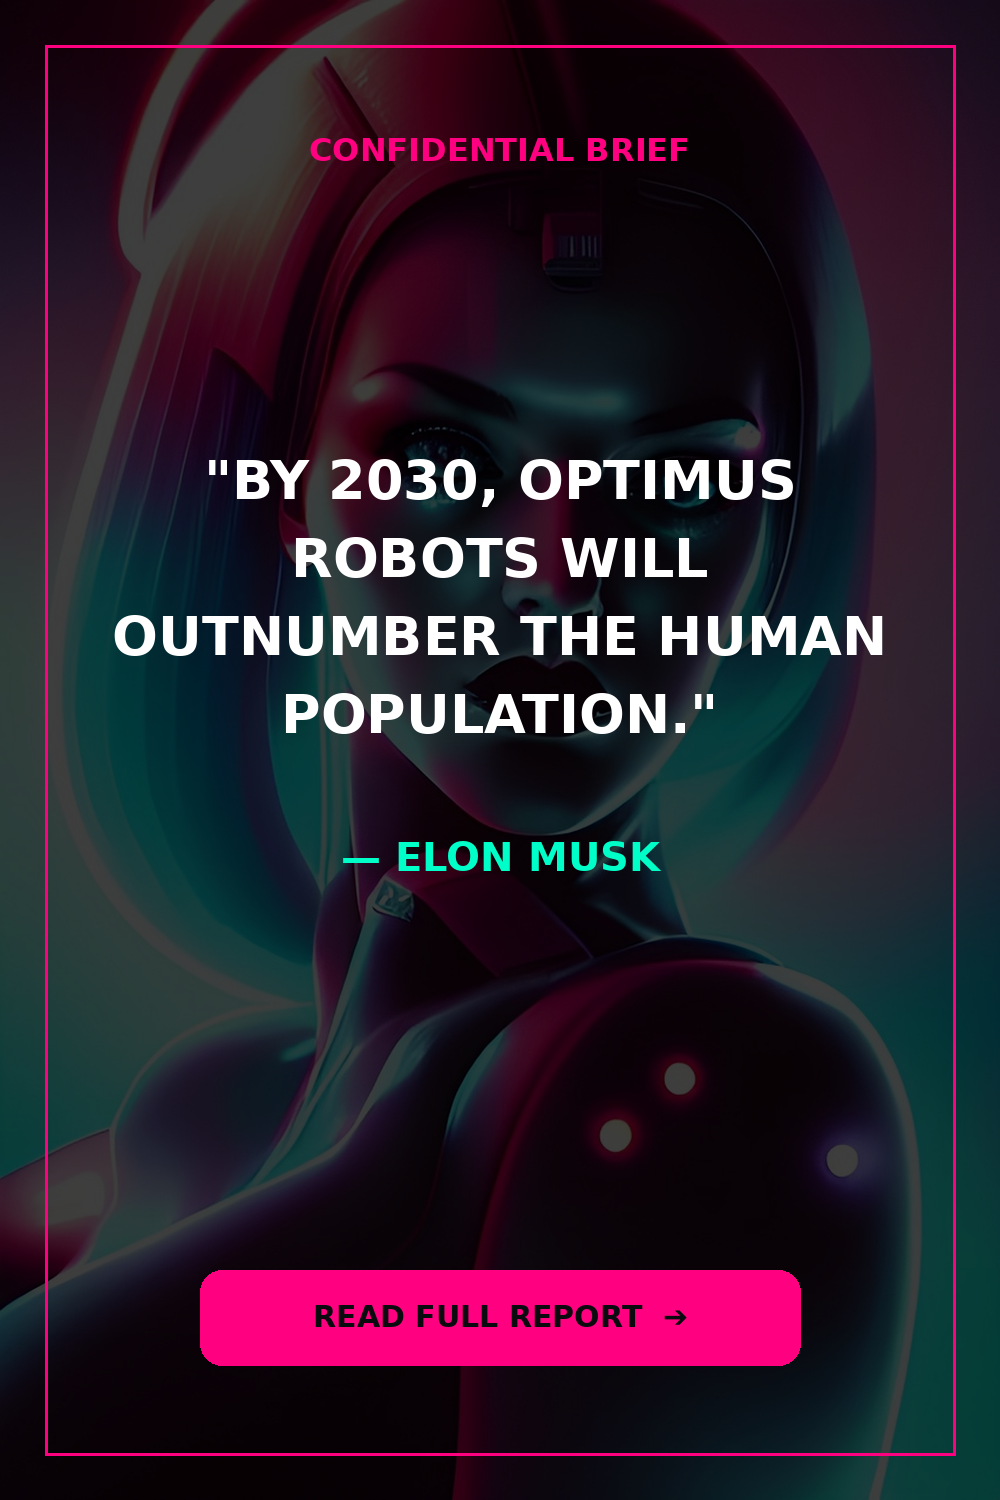 CONFIDENTIAL BRIEF
"BY 2030, OPTIMUS
ROBOTS WILL
OUTNUMBER THE HUMAN
POPULATION."
— ELON MUSK
READ FULL REPORT ➔